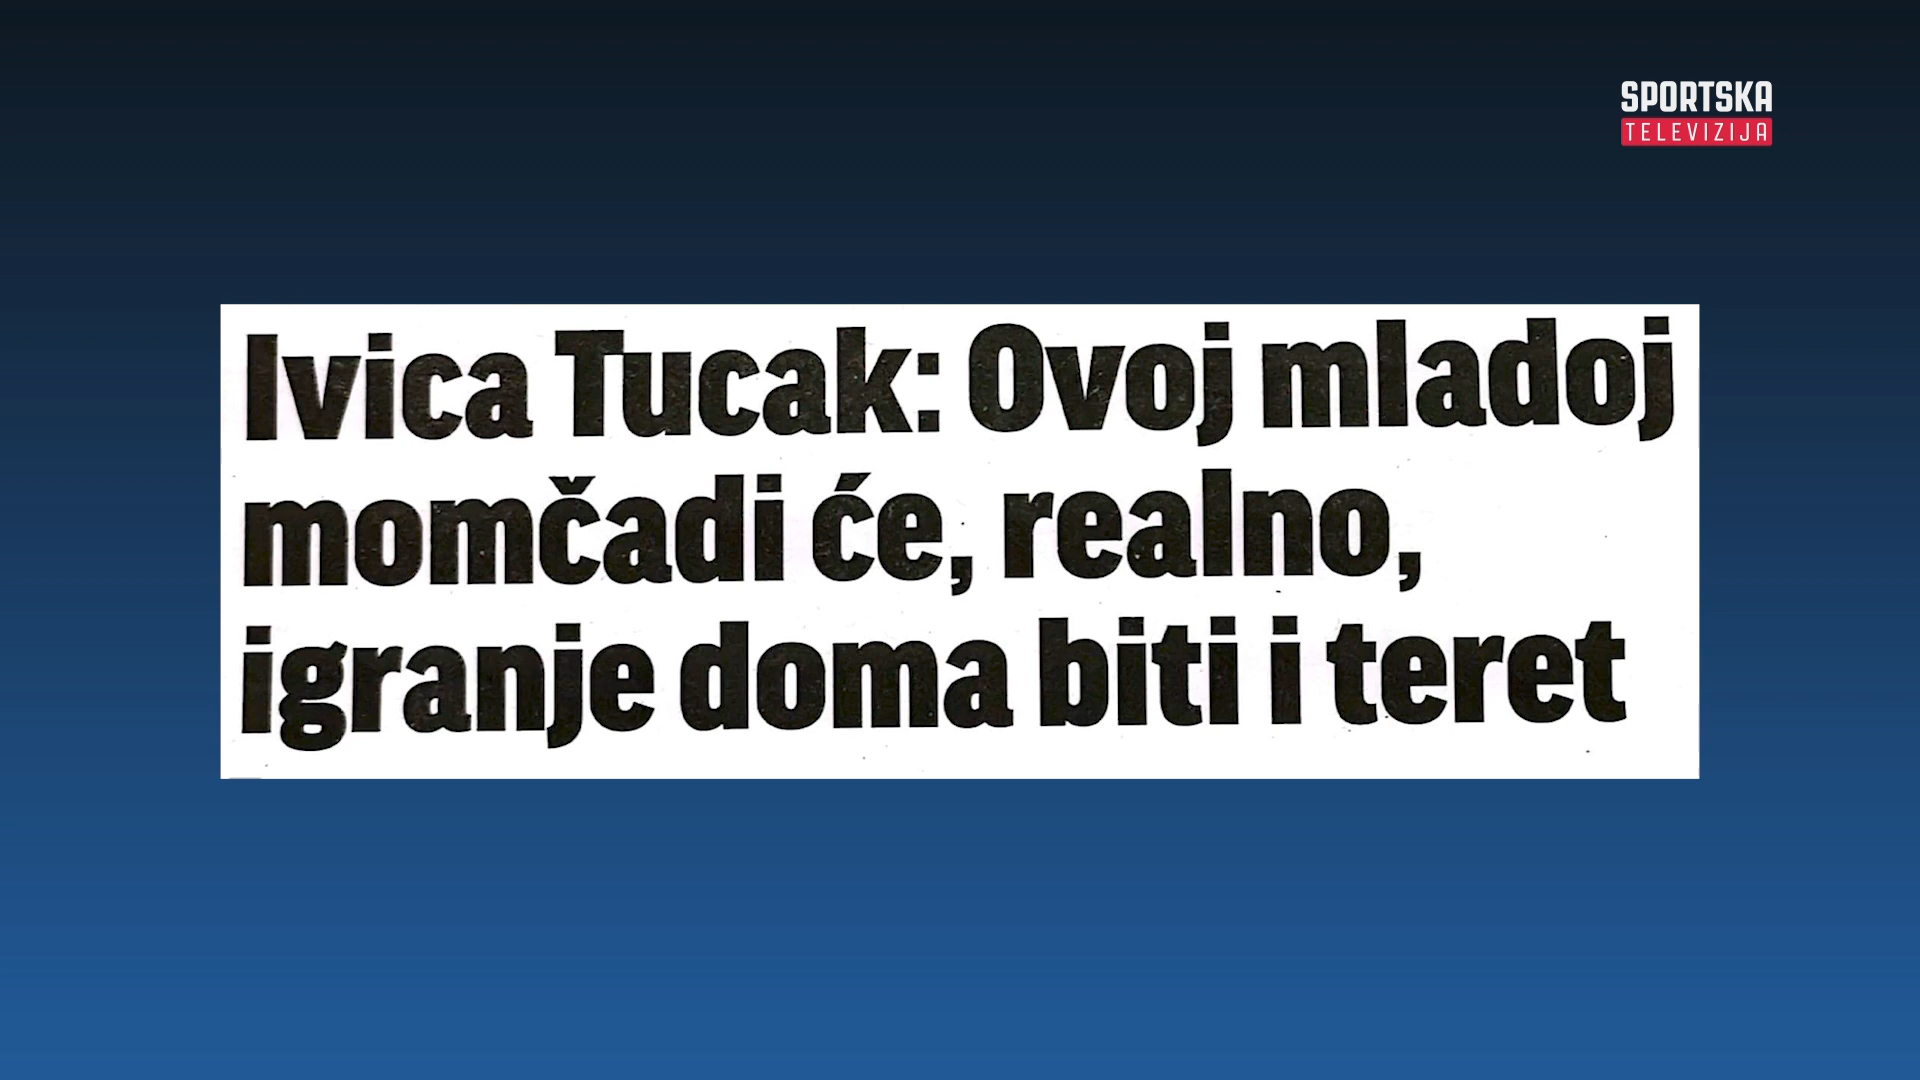 SPORTSKA
TELEVIZIJA
Ivica Tucak: Ovoj mladoj
momčadi će, realno,
igranje doma biti i teret